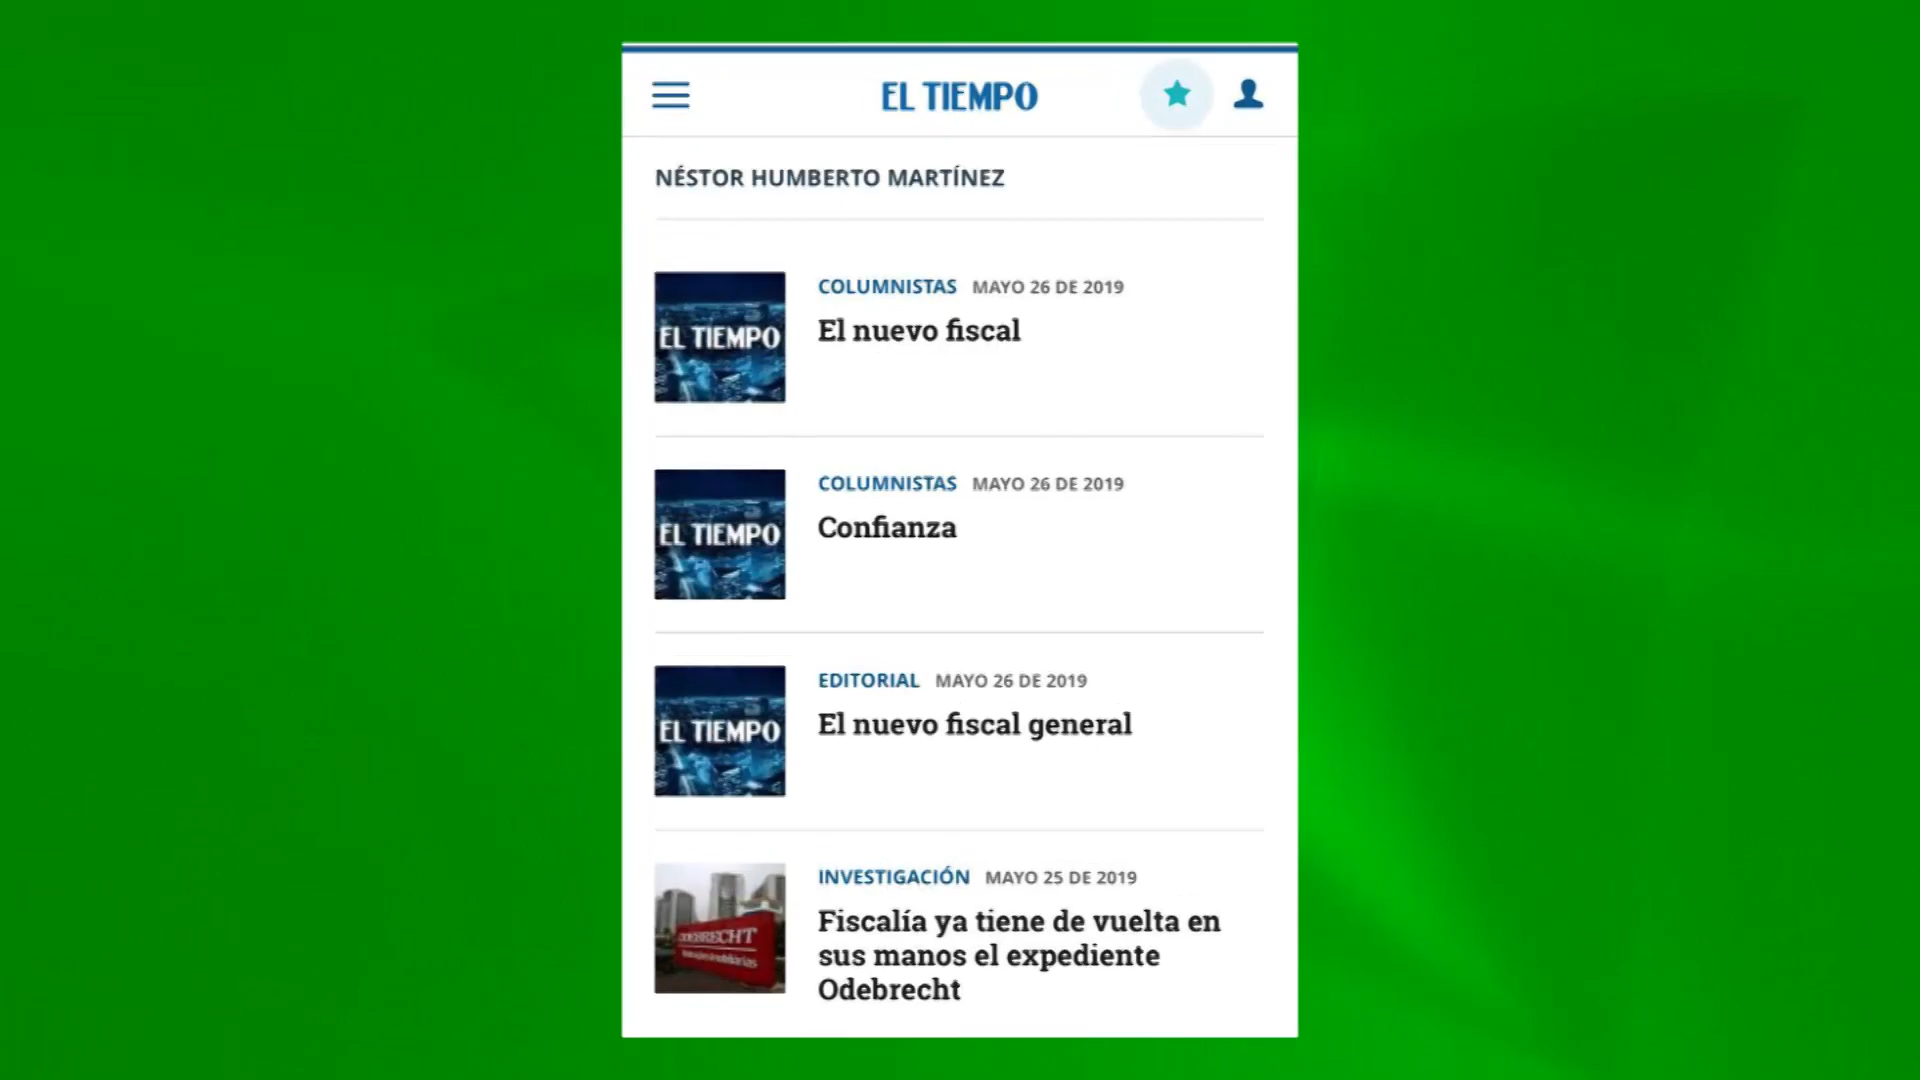 EL TIEMPO
NÉSTOR HUMBERTO MARTÍNEZ
EL TIEMPO
COLUMNISTAS MAYO 26 DE 2019
El nuevo fiscal
EL TIEMPO
COLUMNISTAS MAYO 26 DE 2019
Confianza
EL TIEMPO
EDITORIAL MAYO 26 DE 2019
El nuevo fiscal general
ODEBRECHT
INVESTIGACIÓN MAYO 25 DE 2019
Fiscalía ya tiene de vuelta en
sus manos el expediente
Odebrecht